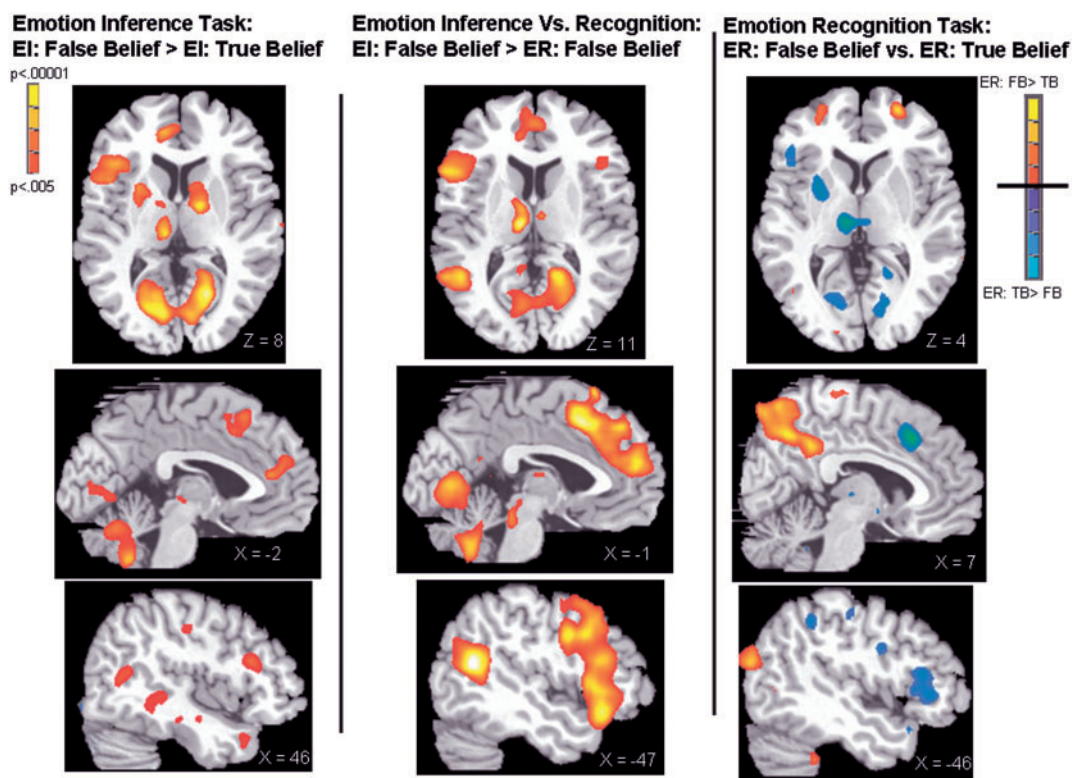 Emotion Inference Task:
EI: False Belief > EI: True Belief
p<.00001
p<.005
Z = 8
X = -2
X = 46
Emotion Inference Vs. Recognition:
EI: False Belief > ER: False Belief
Z = 11
X = -1
X = -47
Emotion Recognition Task:
ER: False Belief vs. ER: True Belief
ER: FB> TB
ER: TB> FB
Z = 4
X = 7
X = -46